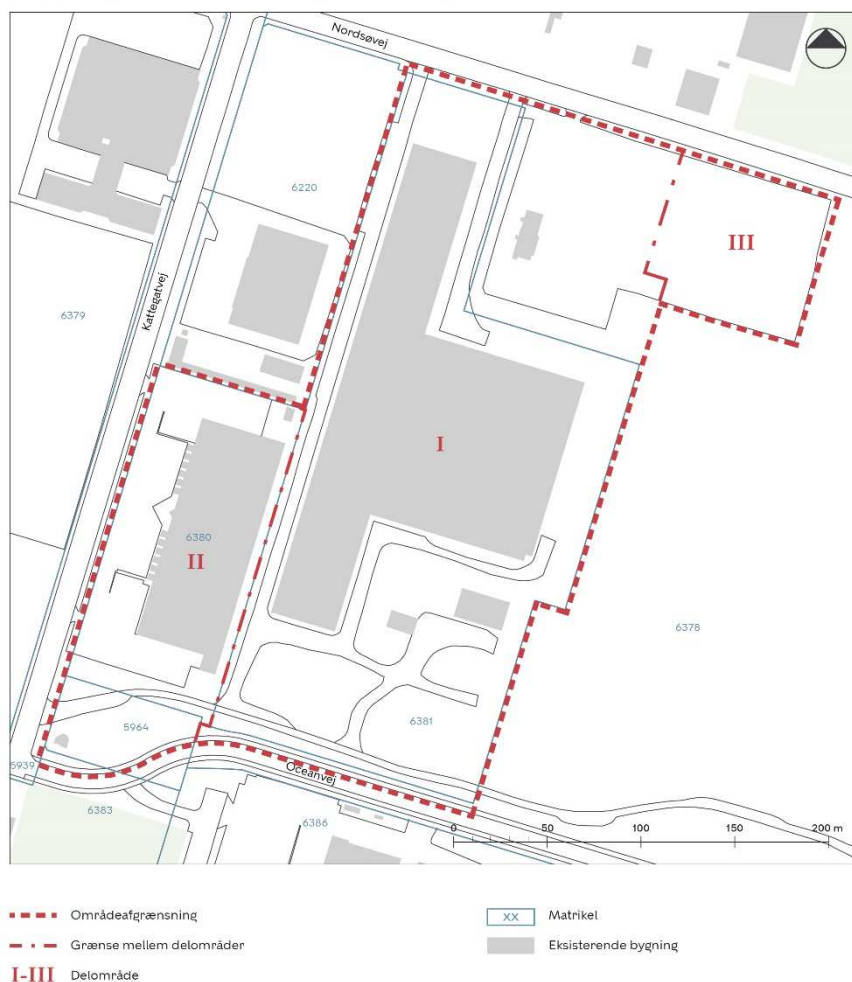 Nordsøvej
6220
III
Kattegatvej
6379
I
6380
II
6378
5964
6381
5939
Oceanvej
6383
6386
0 50 100 150 200 m
Områdeafgrænsning
XX Matrikel
Grænse mellem delområder
Eksisterende bygning
I-III Delområde